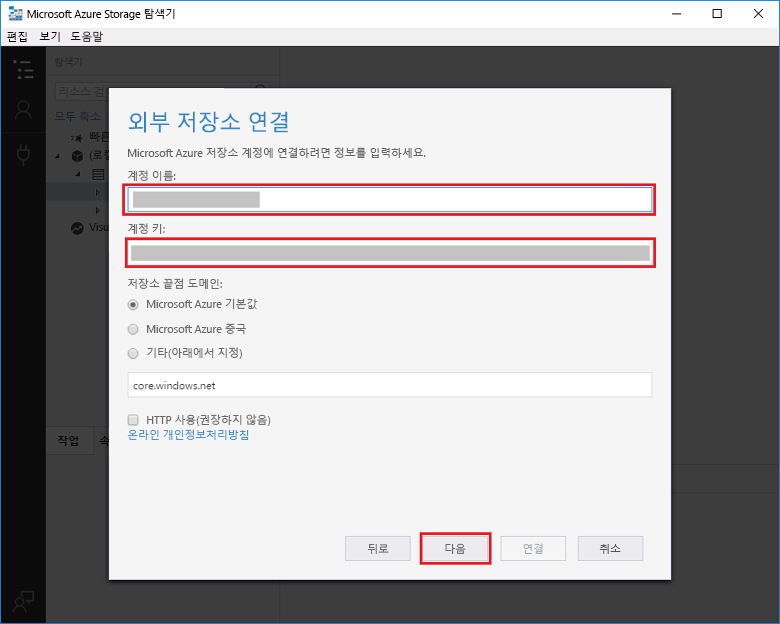 Microsoft Azure Storage 탐색기
편집 보기 도움말
탐색기
리소스 검
모두 축소
빠른
(로컬
Visu
외부 저장소 연결
Microsoft Azure 저장소 계정에 연결하려면 정보를 입력하세요.
계정 이름:
계정 키:
저장소 끝점 도메인:
Microsoft Azure 기본값
Microsoft Azure 중국
기타(아래에서 지정)
core.windows.net
HTTP 사용(권장하지 않음)
온라인 개인정보처리방침
작업 속
뒤로 다음 연결 취소